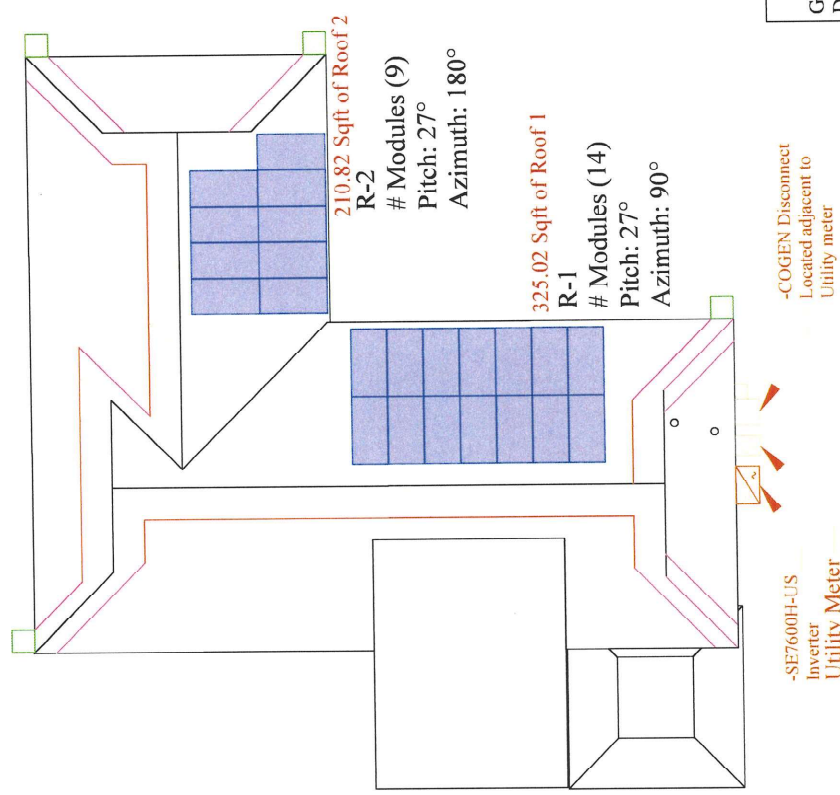 210.82 Sqft of Roof 2
R-2
# Modules (9)
Pitch: 27°
Azimuth: 180°
325.02 Sqft of Roof 1
R-1
# Modules (14)
Pitch: 27°
Azimuth: 90°
-COGEN Disconnect
Located adjacent to
Utility meter
-SE7600H-US
Inverter
Utility Meter
~
G
D